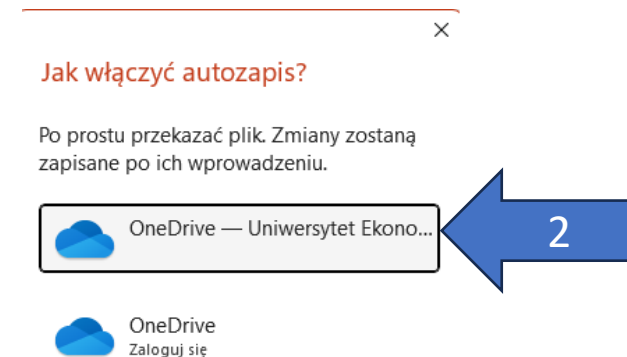 Jak włączyć autozapis?
Po prostu przekazać plik. Zmiany zostaną
zapisane po ich wprowadzeniu.
OneDrive — Uniwersytet Ekono...
2
OneDrive
Zaloguj się